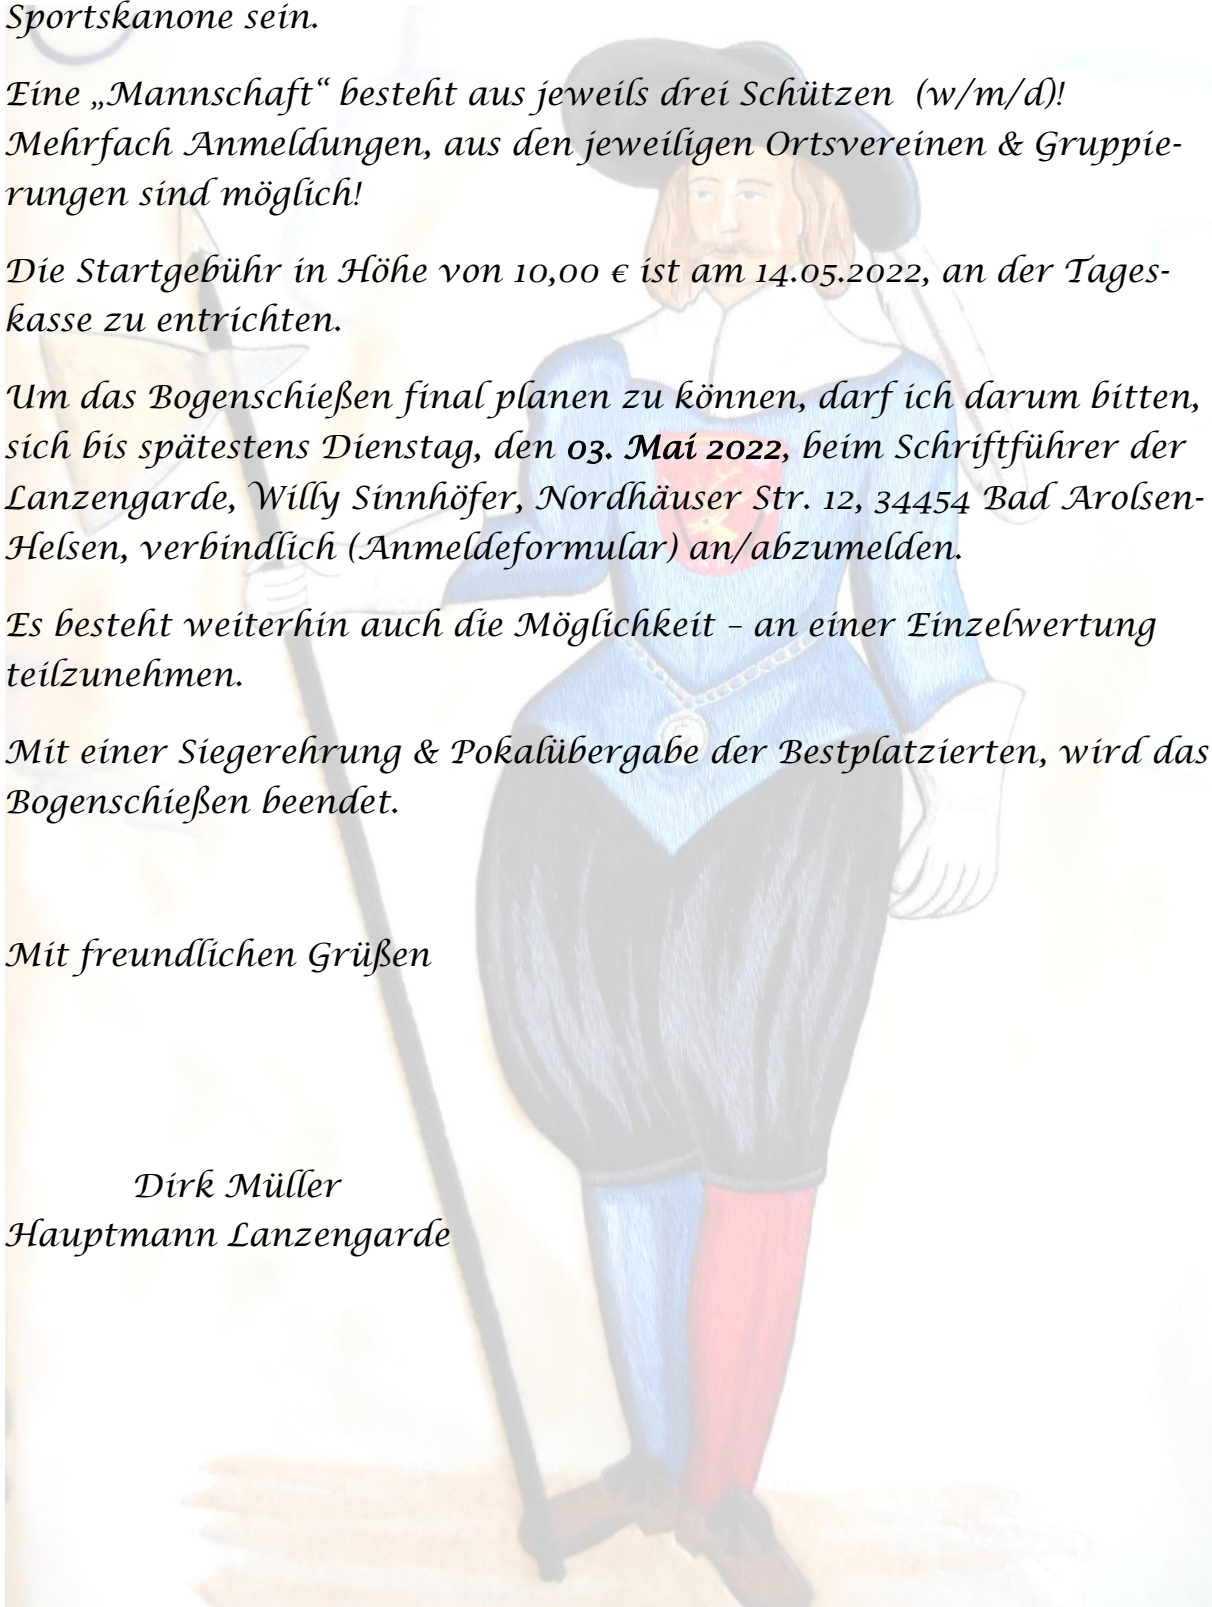 Sportskanone sein.
Eine „Mannschaft“ besteht aus jeweils drei Schützen (w/m/d)!
Mehrfach Anmeldungen, aus den jeweiligen Ortsvereinen & Gruppie-
rungen sind möglich!
Die Startgebühr in Höhe von 10,00 € ist am 14.05.2022, an der Tages-
kasse zu entrichten.
Um das Bogenschießen final planen zu können, darf ich darum bitten,
sich bis spätestens Dienstag, den 03. Mai 2022, beim Schriftführer der
Lanzengarde, Willy Sinnhöfer, Nordhäuser Str. 12, 34454 Bad Arolsen-
Helsen, verbindlich (Anmeldeformular) an/abzumelden.
Es besteht weiterhin auch die Möglichkeit – an einer Einzelwertung
teilzunehmen.
Mit einer Siegerehrung & Pokalübergabe der Bestplatzierten, wird das
Bogenschießen beendet.
Mit freundlichen Grüßen
Dirk Müller
Hauptmann Lanzengarde